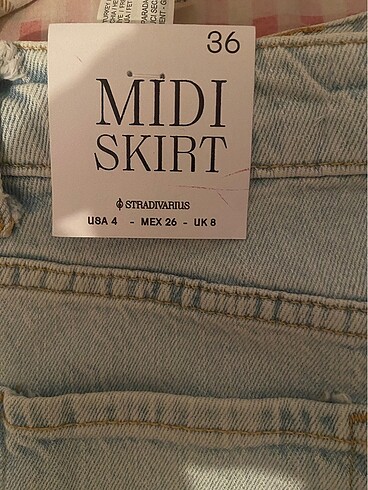 36
MIDI
SKIRT
STRADIVARIUS
USA 4 - MEX 26 - UK 8